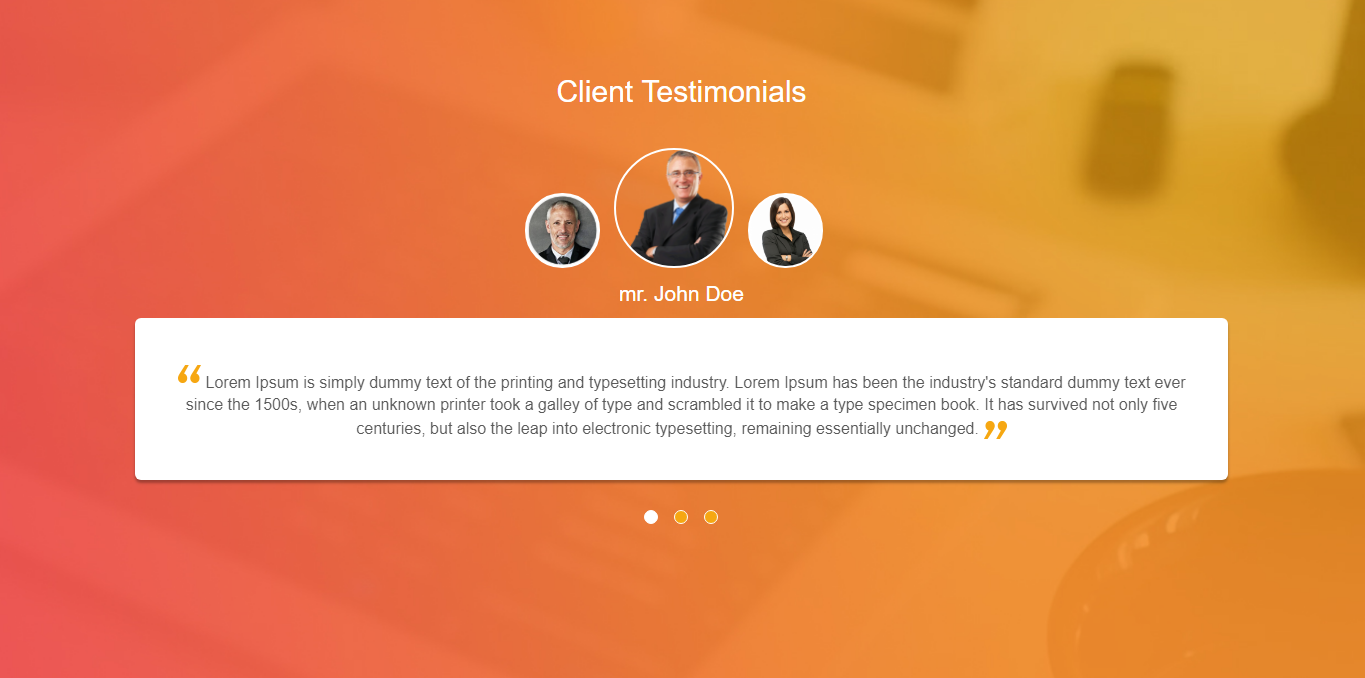 Client Testimonials
mr. John Doe
“ Lorem Ipsum is simply dummy text of the printing and typesetting industry. Lorem Ipsum has been the industry's standard dummy text ever
since the 1500s, when an unknown printer took a galley of type and scrambled it to make a type specimen book. It has survived not only five
centuries, but also the leap into electronic typesetting, remaining essentially unchanged. ”